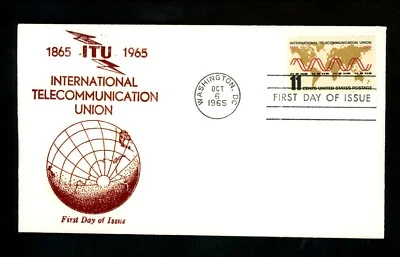 1865 ITU 1965
INTERNATIONAL
TELECOMMUNICATION
UNION
First Day of Issue
WASHINGTON, DC
OCT
6
1965
INTERNATIONAL TELECOMMUNICATION UNION
11 CENTS UNITED STATES POSTAGE
FIRST DAY OF ISSUE